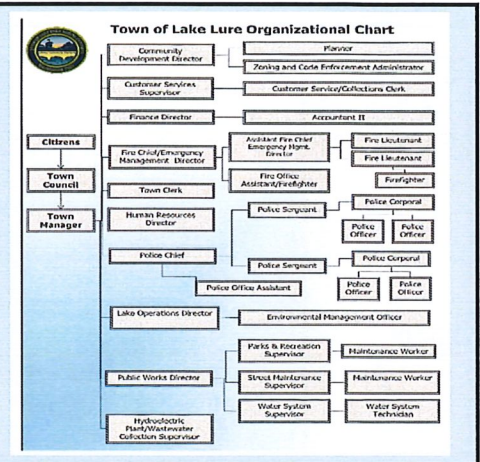 Town of Lake Lure Organizational Chart
Community
Development Director
Planner
Zoning and Code Enforcement Administrator
Customer Services
Supervisor
Customer Service/Collections Clerk
Finance Director
Accountant II
Citizens
Town
Council
Town
Manager
Fire Chief/Emergency
Management Director
Assistant Fire Chief
Emergency Mgmt.
Director
Fire Lieutenant
Fire Lieutenant
Firefighter
Fire Office
Assistant/Firefighter
Town Clerk
Human Resources
Director
Police Chief
Police Sergeant
Police Corporal
Police
Officer
Police
Officer
Police Sergeant
Police Corporal
Police
Officer
Police
Officer
Police Office Assistant
Lake Operations Director
Environmental Management Officer
Public Works Director
Parks & Recreation
Supervisor
Maintenance Worker
Street Maintenance
Supervisor
Maintenance Worker
Water System
Supervisor
Water System
Technician
Hydroelectric
Plant/Wastewater
Collection Supervisor